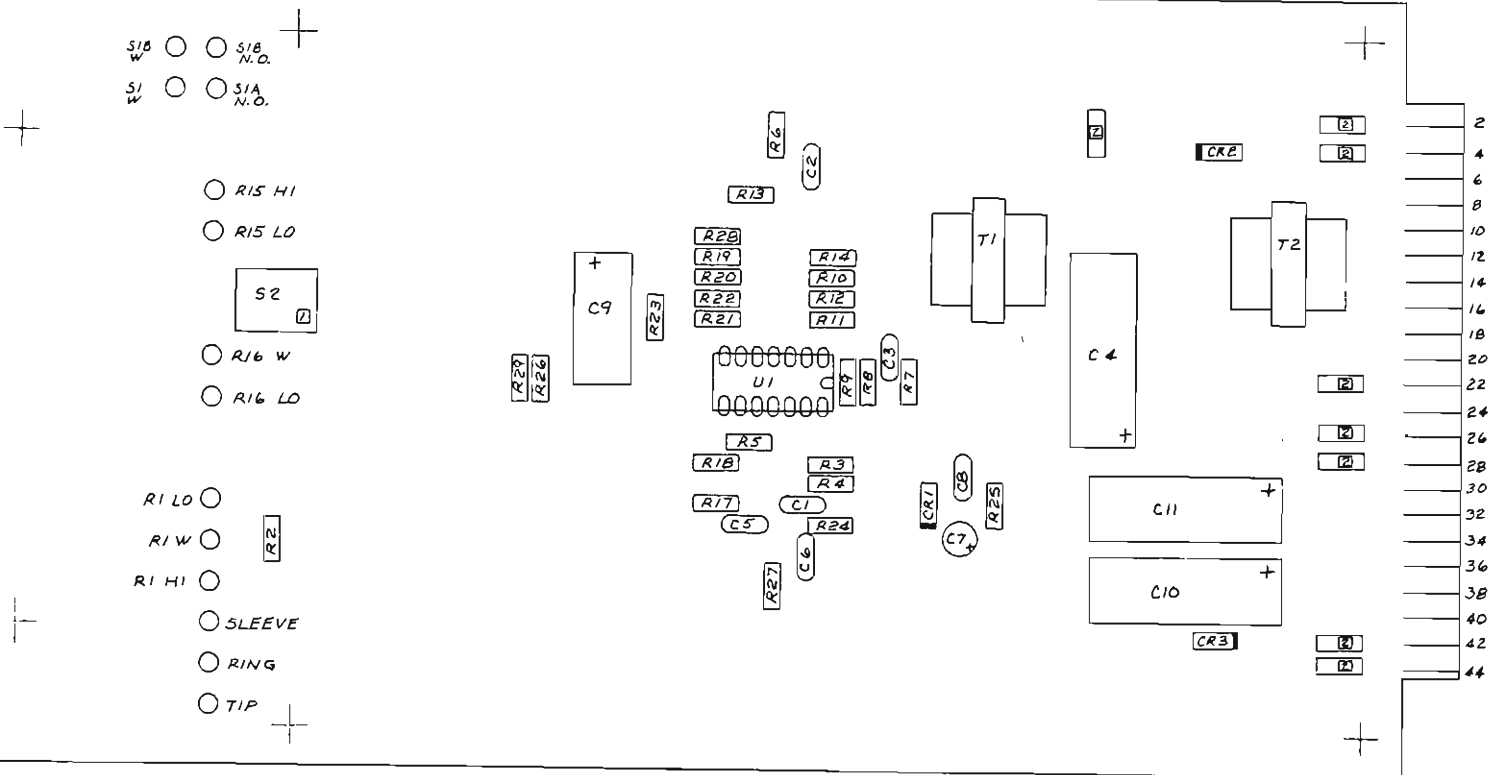 S1B
W
S1B
N.O.
S1
W
S1A
N.O.
R15 HI
R15 LO
S2
1
R16 W
R16 LO
R1 LO
R1 W
R1 HI
R2
SLEEVE
RING
TIP
R29
R26
+
C9
R23
R6
C2
R13
R28
R19
R20
R22
R21
R14
R10
R12
R11
U1
R9
R8
C3
R7
R5
R18
R17
C5
R3
R4
C1
R24
C6
R27
CR1
C8
C7
+
R25
T1
2
CR2
T2
C4
+
C11
+
C10
+
CR3
2
2
2
2
2
2
2
2
4
6
8
10
12
14
16
18
20
22
24
26
28
30
32
34
36
38
40
42
44